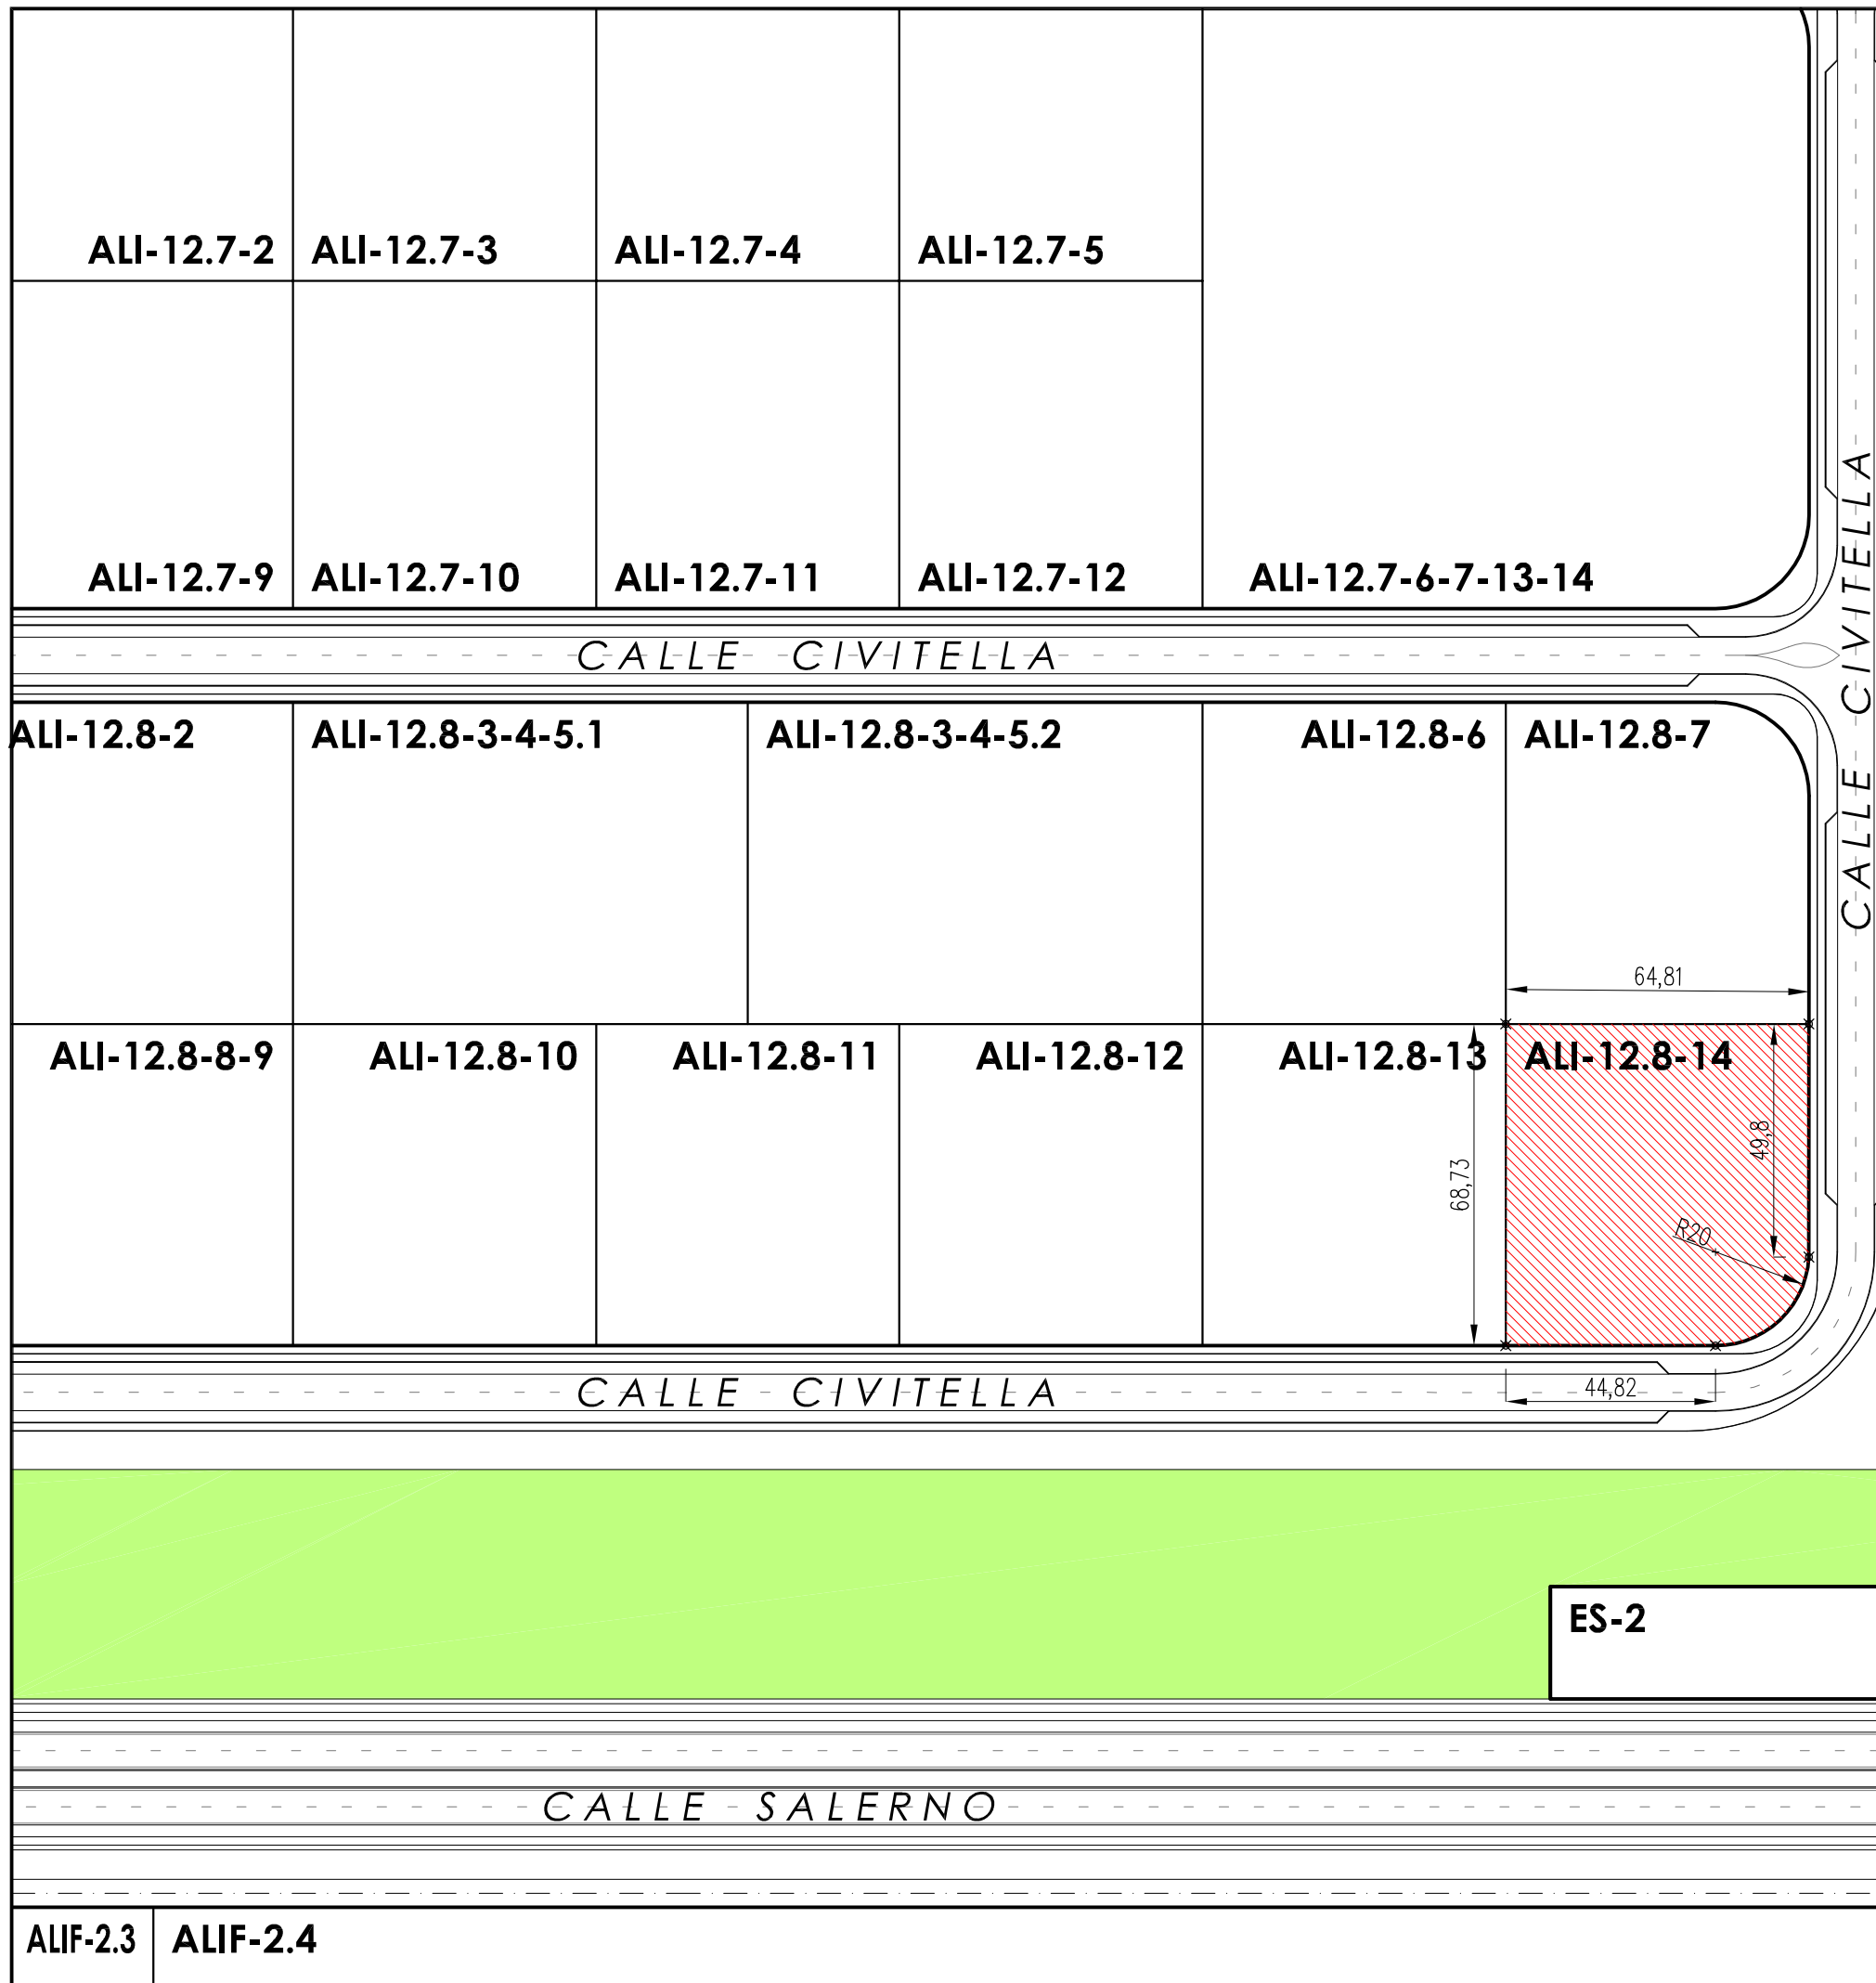 ALI-12.7-2
ALI-12.7-3
ALI-12.7-4
ALI-12.7-5
ALI-12.7-9
ALI-12.7-10
ALI-12.7-11
ALI-12.7-12
ALI-12.7-6-7-13-14
CALLE CIVITELLA
CALLE CIVITELLA
ALI-12.8-2
ALI-12.8-3-4-5.1
ALI-12.8-3-4-5.2
ALI-12.8-6
ALI-12.8-7
64,81
ALI-12.8-8-9
ALI-12.8-10
ALI-12.8-11
ALI-12.8-12
ALI-12.8-13
ALI-12.8-14
49,8
68,73
R20
CALLE CIVITELLA
44,82
ES-2
CALLE SALERNO
ALIF-2.3
ALIF-2.4